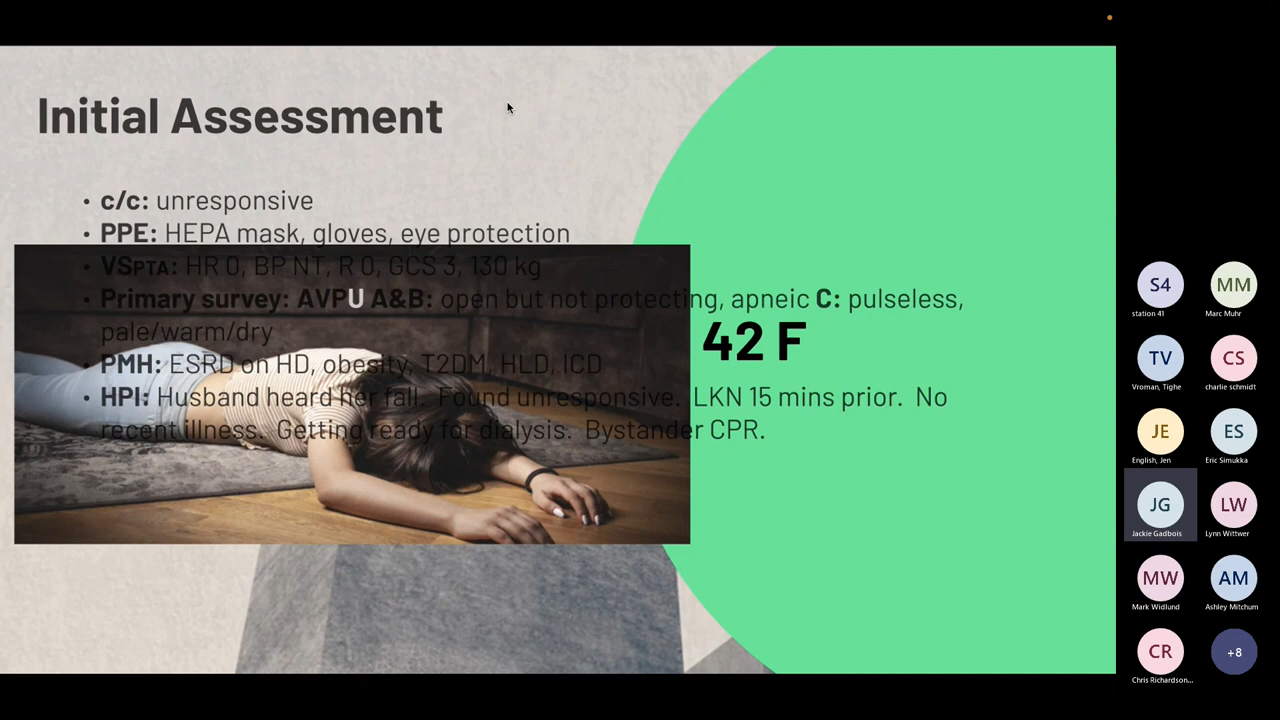 Initial Assessment
• c/c: unresponsive
• PPE: HEPA mask, gloves, eye protection
• VSPTA: HR 0, BP NT, R 0, GCS 3, 130 kg
• Primary survey: AVPU A&B: open but not protecting, apneic C: pulseless,
pale/warm/dry
42 F
• PMH: ESRD on HD, obesity, T2DM, HLD, ICD
• HPI: Husband heard her fall. Found unresponsive. LKN 15 mins prior. No
recent illness. Getting ready for dialysis. Bystander CPR.
S4
station 41
MM
Marc Muhr
TV
Vroman, Tighe
CS
charlie schmidt
JE
English, Jen
ES
Eric Simukka
JG
Jackie Gadbois
LW
Lynn Wittwer
MW
Mark Widlund
AM
Ashley Mitchum
CR
Chris Richardson...
+8